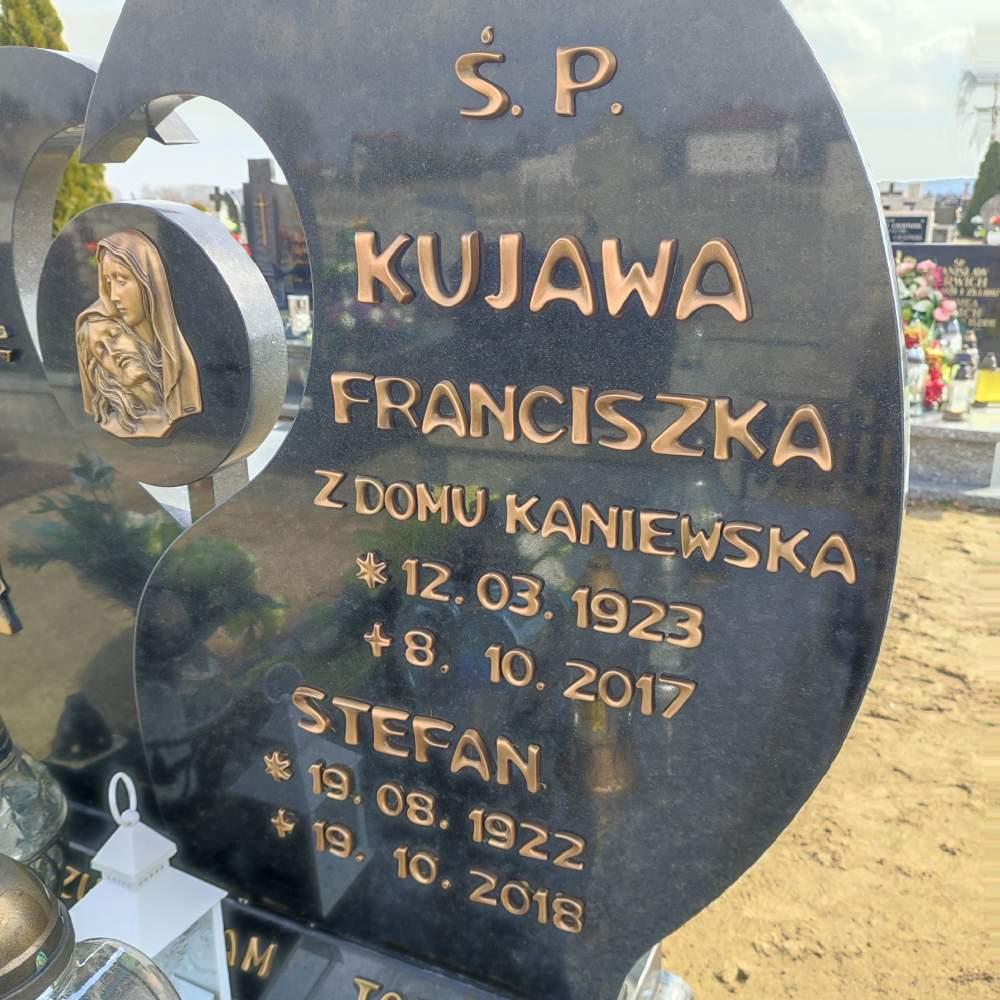 Ś. P.
KUJAWA
FRANCISZKA
Z DOMU KANIEWSKA
* 12. 03. 1923
+ 8. 10. 2017
STEFAN
* 19. 08. 1922
+ 19. 10. 2018